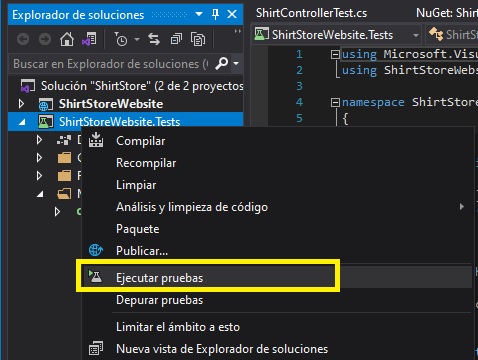 Explorador de soluciones
Buscar en Explorador de soluciones
Solución "ShirtStore" (2 de 2 proyectos
ShirtStoreWebsite
ShirtStoreWebsite.Tests
Compilar
Recompilar
Limpiar
Análisis y limpieza de código
Paquete
Publicar...
Ejecutar pruebas
Depurar pruebas
Limitar el ámbito a esto
Nueva vista de Explorador de soluciones
ShirtControllerTest.cs
NuGet: Shirt
ShirtStoreWebsite.Tests
ShirtSto
1 using Microsoft.Visu
2 using ShirtStoreWebs
3
4 namespace ShirtStore
5 {
6